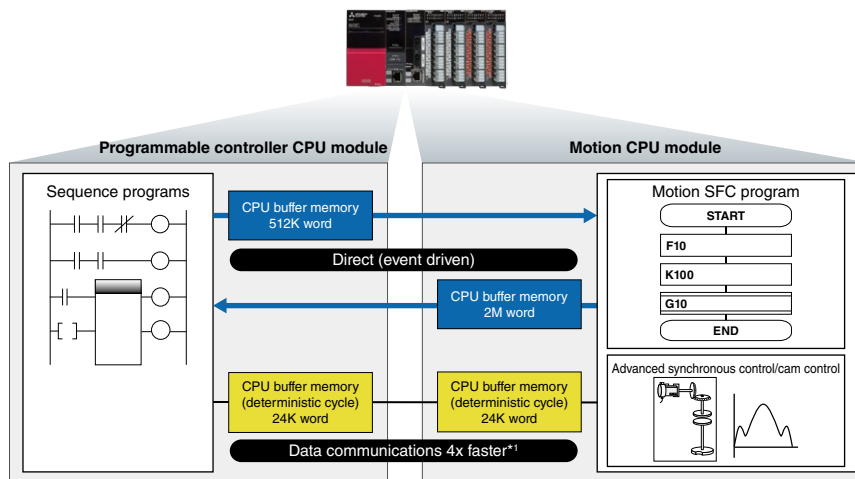 Programmable controller CPU module
Motion CPU module
Sequence programs
CPU buffer memory
512K word
Direct (event driven)
CPU buffer memory
2M word
CPU buffer memory
(deterministic cycle)
24K word
CPU buffer memory
(deterministic cycle)
24K word
Data communications 4x faster*1
Motion SFC program
START
F10
K100
G10
END
Advanced synchronous control/cam control